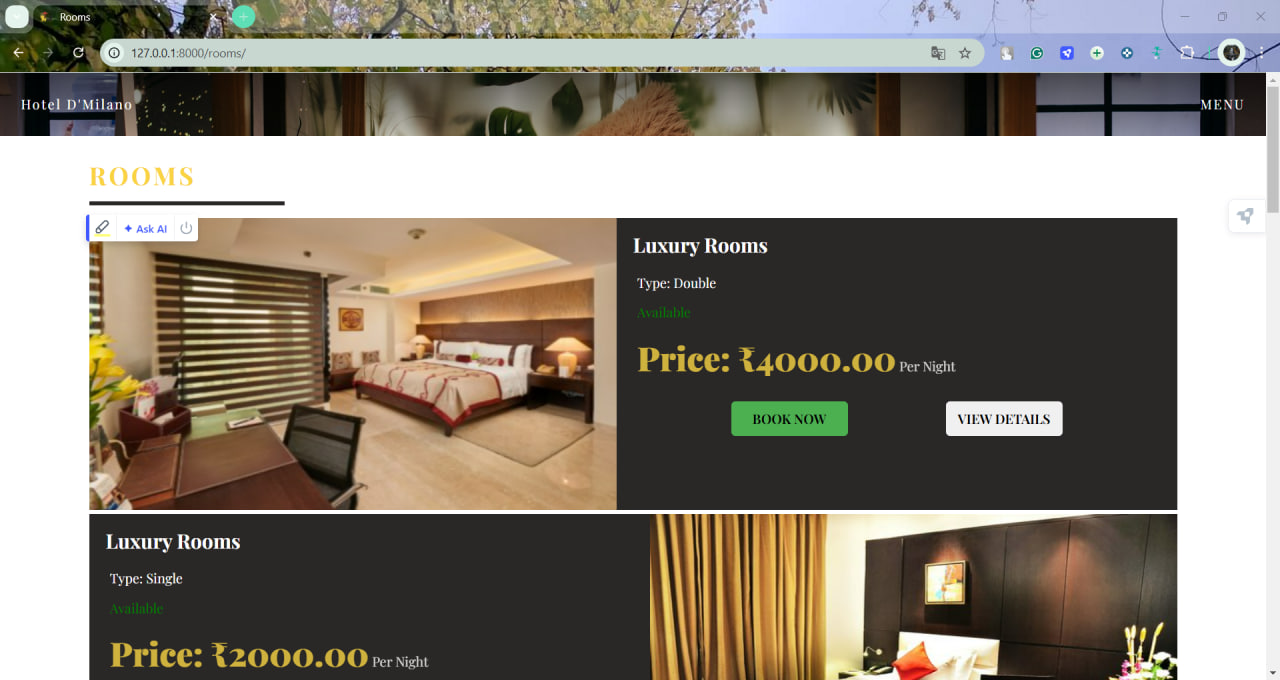 Rooms
127.0.0.1:8000/rooms/
Hotel D'Milano
MENU
ROOMS
Ask AI
Luxury Rooms
Type: Double
Available
Price: ₹4000.00 Per Night
BOOK NOW
VIEW DETAILS
Luxury Rooms
Type: Single
Available
Price: ₹2000.00 Per Night